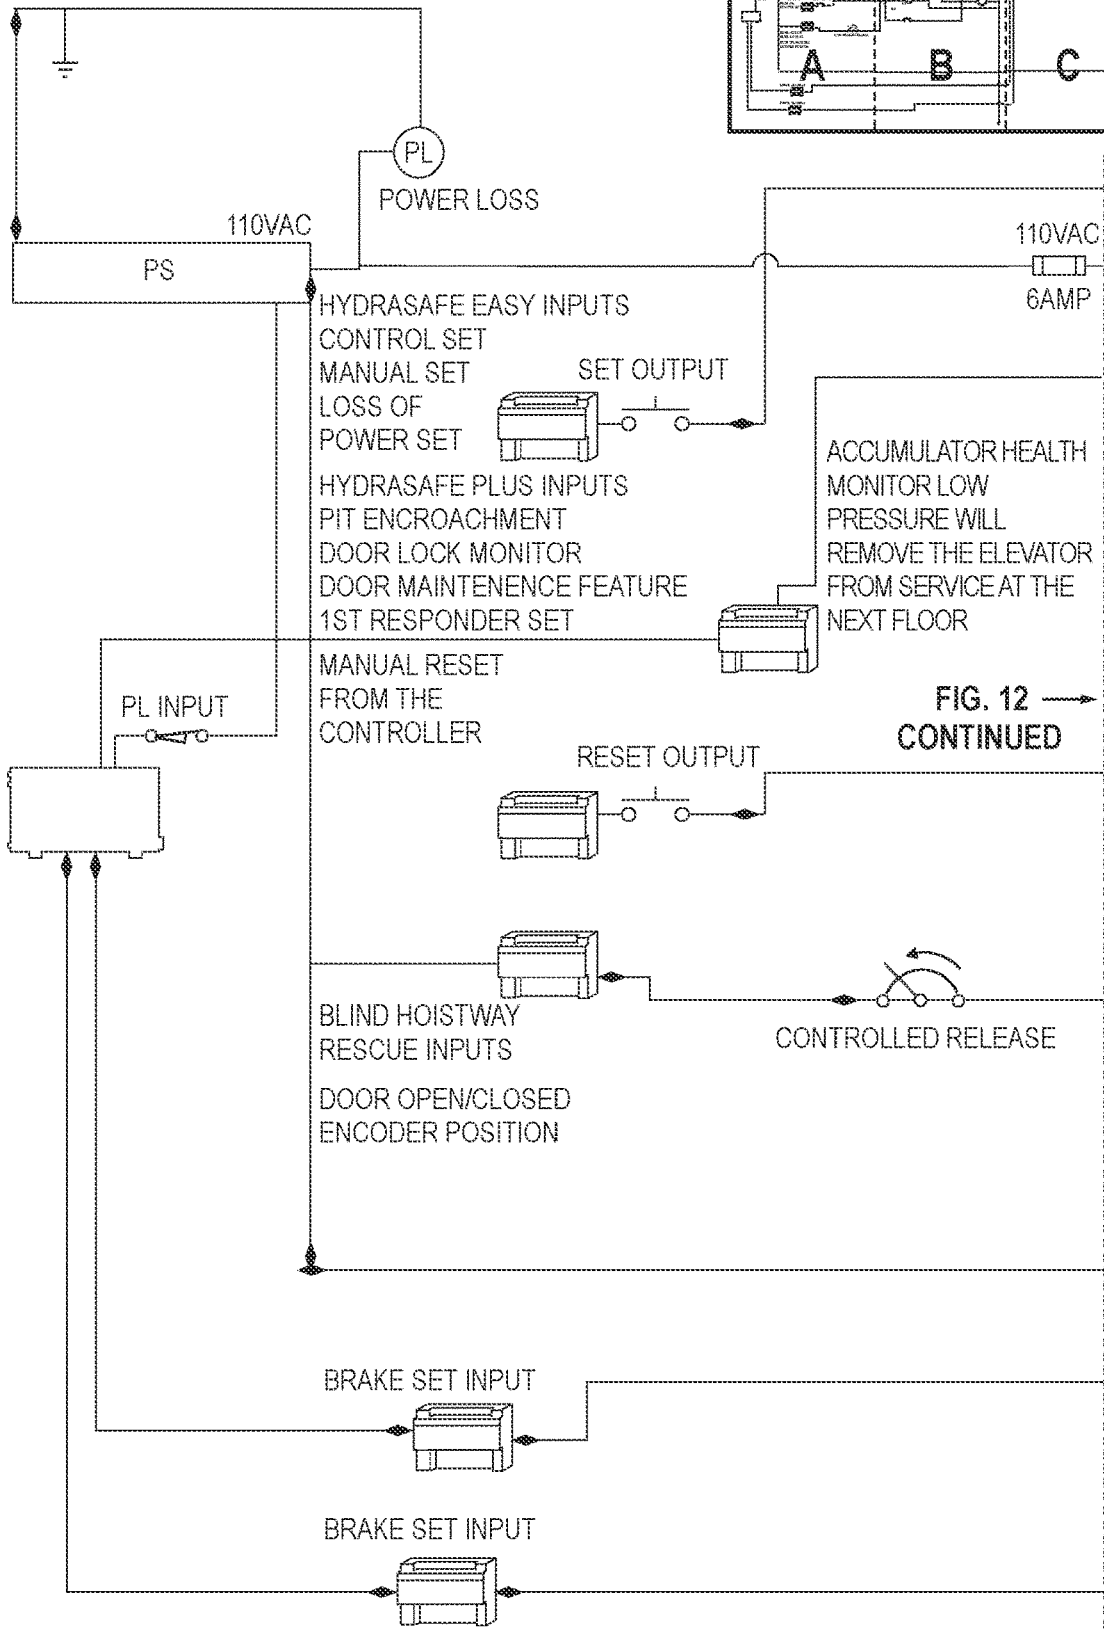 A B C
PL
POWER LOSS
110VAC
PS
110VAC
6AMP
HYDRASAFE EASY INPUTS
CONTROL SET
MANUAL SET
LOSS OF
POWER SET
SET OUTPUT
HYDRASAFE PLUS INPUTS
PIT ENCROACHMENT
DOOR LOCK MONITOR
DOOR MAINTENENCE FEATURE
1ST RESPONDER SET
ACCUMULATOR HEALTH
MONITOR LOW
PRESSURE WILL
REMOVE THE ELEVATOR
FROM SERVICE AT THE
NEXT FLOOR
MANUAL RESET
FROM THE
CONTROLLER
PL INPUT
FIG. 12
CONTINUED
RESET OUTPUT
BLIND HOISTWAY
RESCUE INPUTS
CONTROLLED RELEASE
DOOR OPEN/CLOSED
ENCODER POSITION
BRAKE SET INPUT
BRAKE SET INPUT